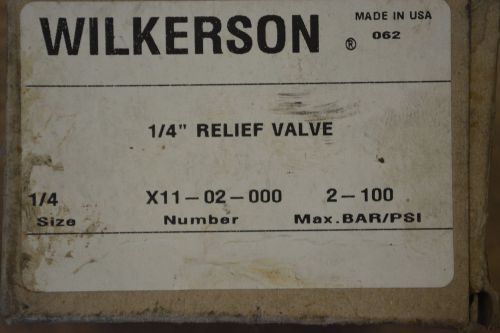 WILKERSON ®
MADE IN USA
062
1/4" RELIEF VALVE
1/4 X11-02-000 2-100
Size Number Max.BAR/PSI